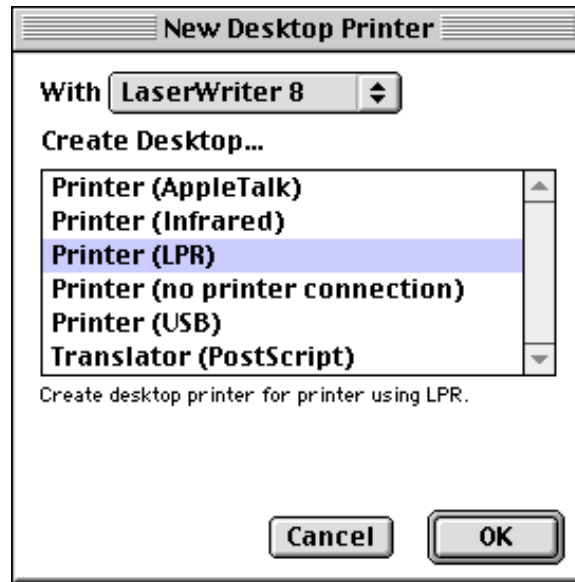 New Desktop Printer
With LaserWriter 8
Create Desktop...
Printer (AppleTalk)
Printer (Infrared)
Printer (LPR)
Printer (no printer connection)
Printer (USB)
Translator (PostScript)
Create desktop printer for printer using LPR.
Cancel OK